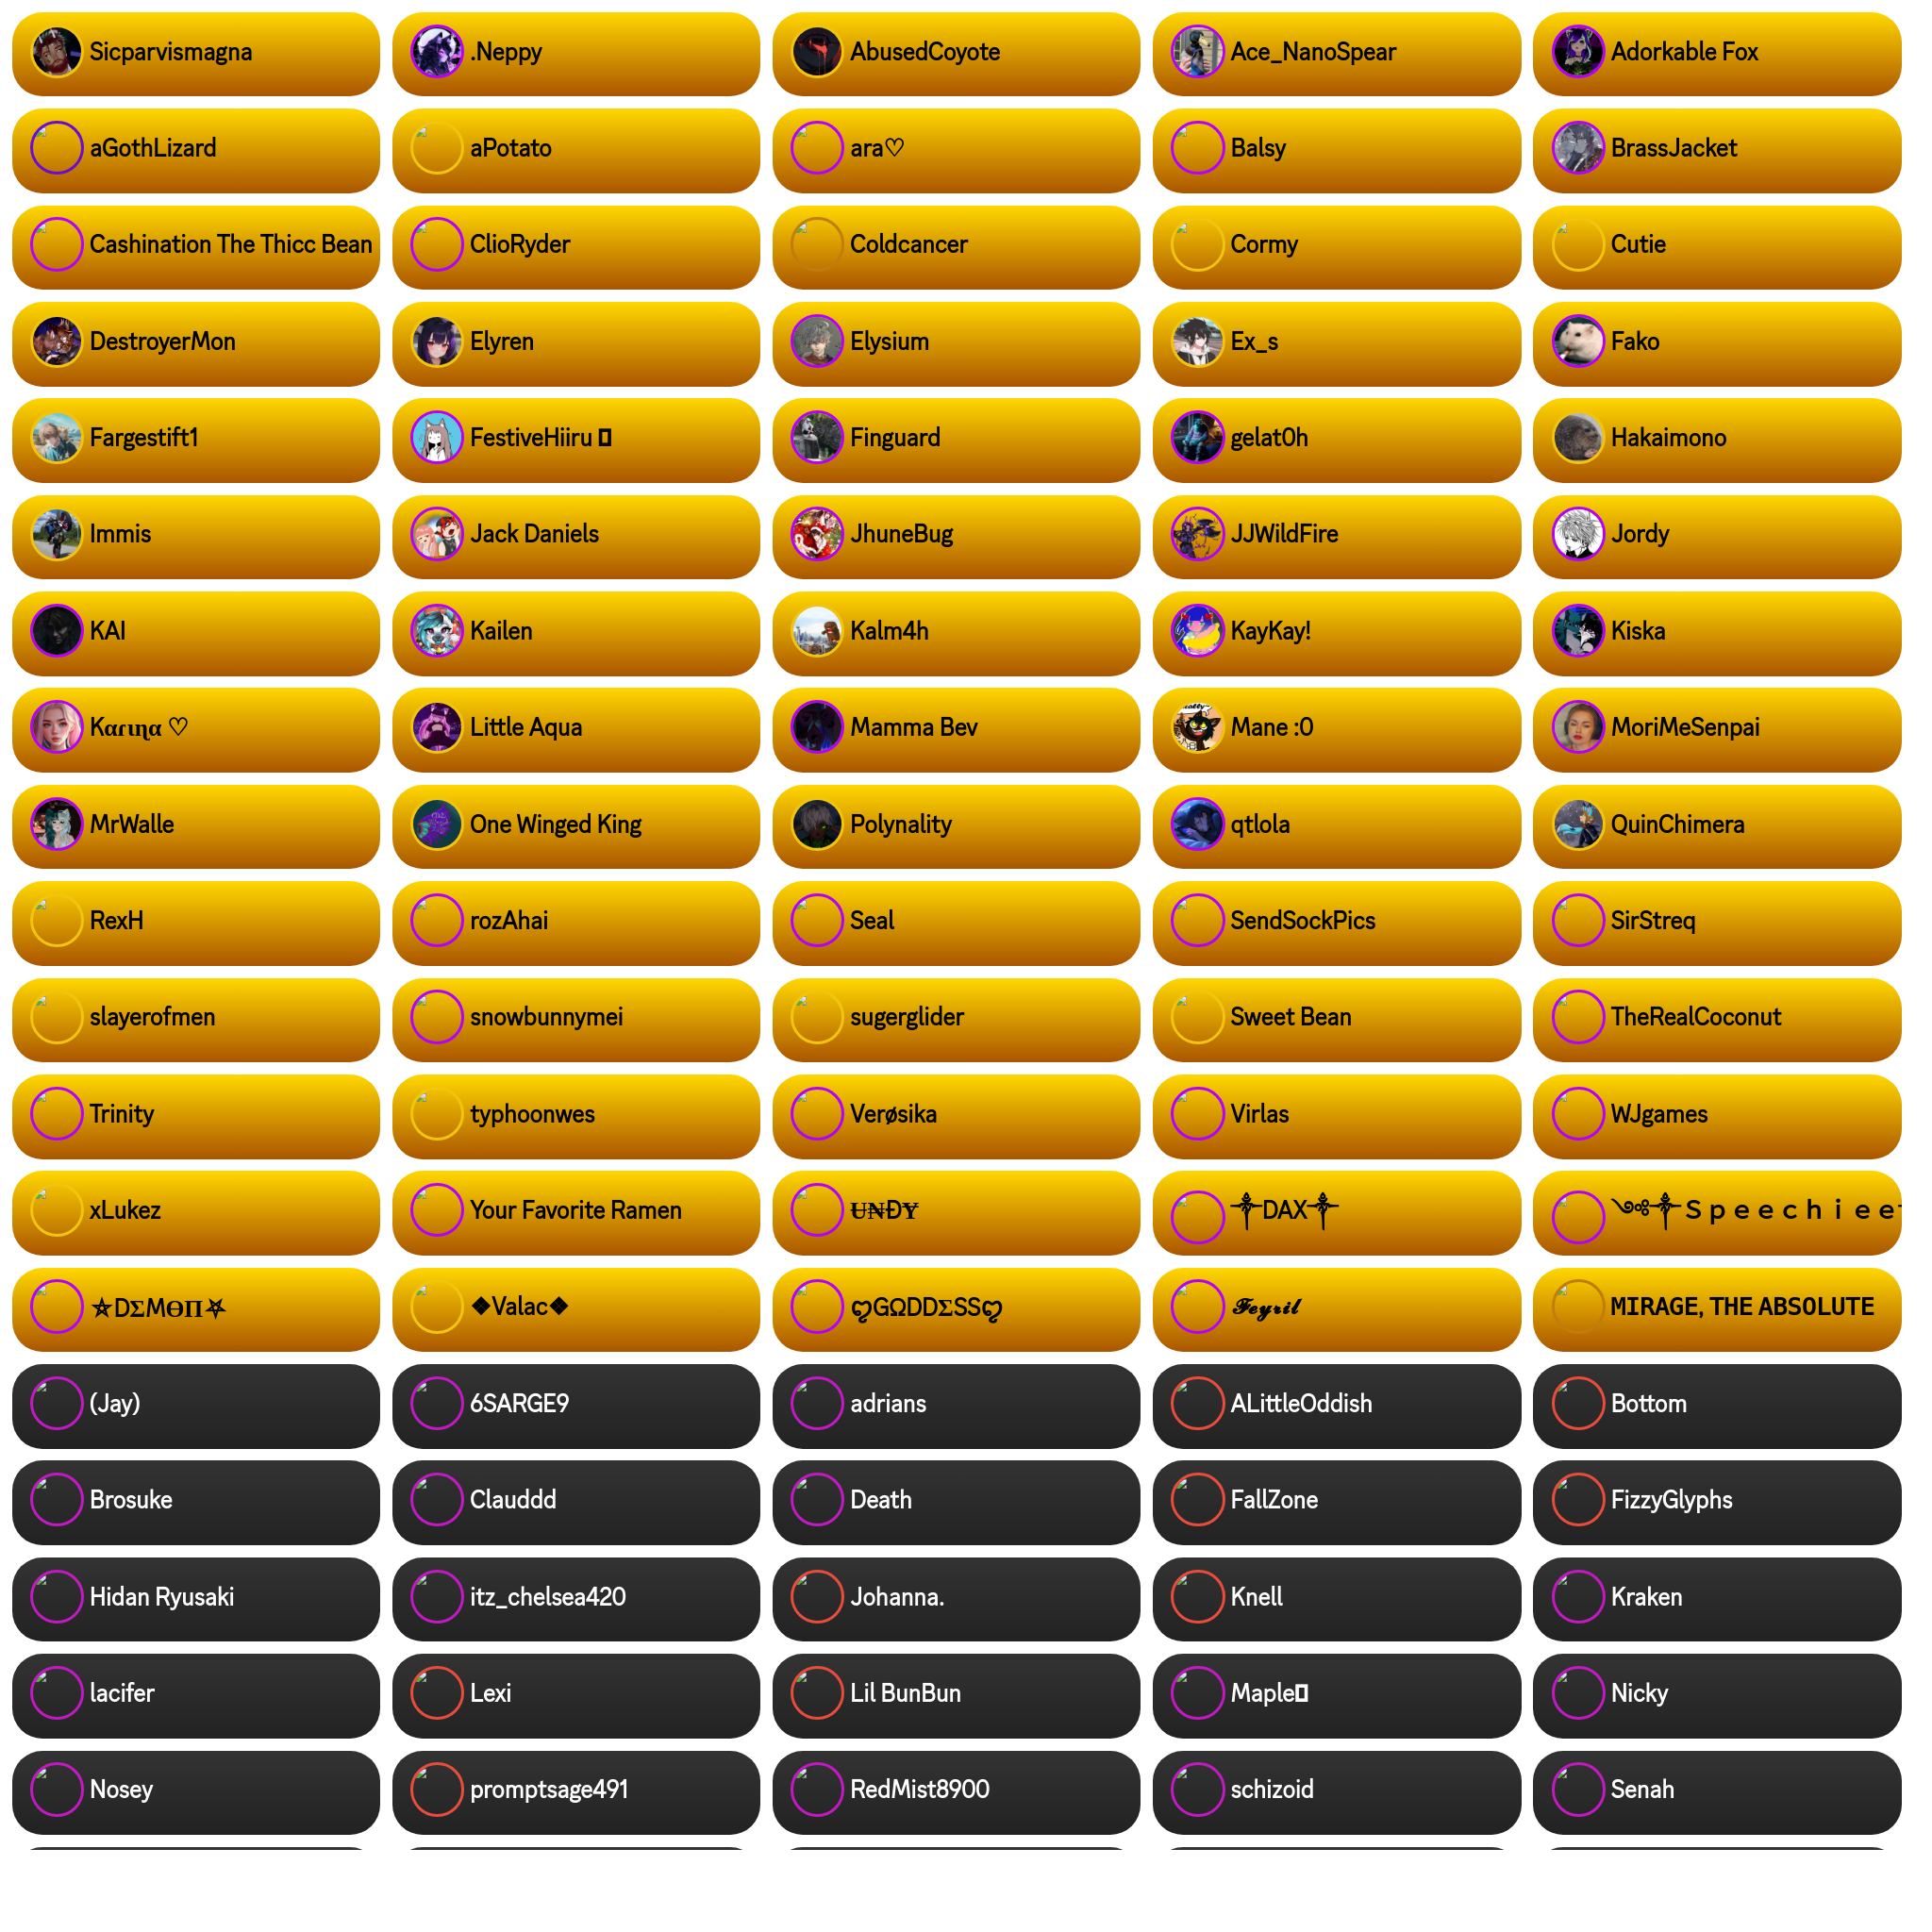 Sicparvismagna
.Neppy
AbusedCoyote
Ace_NanoSpear
Adorkable Fox
aGothLizard
aPotato
ara♡
Balsy
BrassJacket
Cashination The Thicc Bean
ClioRyder
Coldcancer
Cormy
Cutie
DestroyerMon
Elyren
Elysium
Ex_s
Fako
Fargestift1
FestiveHiiru
Finguard
gelat0h
Hakaimono
Immis
Jack Daniels
JhuneBug
JJWildFire
Jordy
KAI
Kailen
Kalm4h
KayKay!
Kiska
Kαɾιɳα ♡
Little Aqua
Mamma Bev
Mane :0
MoriMeSenpai
MrWalle
One Winged King
Polynality
qtlola
QuinChimera
RexH
rozAhai
Seal
SendSockPics
SirStreq
slayerofmen
snowbunnymei
sugerglider
Sweet Bean
TheRealCoconut
Trinity
typhoonwes
Verøsika
Virlas
WJgames
xLukez
Your Favorite Ramen
ɄNĐɎ
⸸DAX⸸
༺⸸Ｓｐｅｅｃｈｉｅｅ
⛤DΣMӨП⛧
❖Valac❖
ღGΩDDΣSSღ
𝓕𝓮𝔂𝓻𝓲𝓵
MIRAGE, THE ABSOLUTE
(Jay)
6SARGE9
adrians
ALittleOddish
Bottom
Brosuke
Clauddd
Death
FallZone
FizzyGlyphs
Hidan Ryusaki
itz_chelsea420
Johanna.
Knell
Kraken
lacifer
Lexi
Lil BunBun
Maple
Nicky
Nosey
promptsage491
RedMist8900
schizoid
Senah